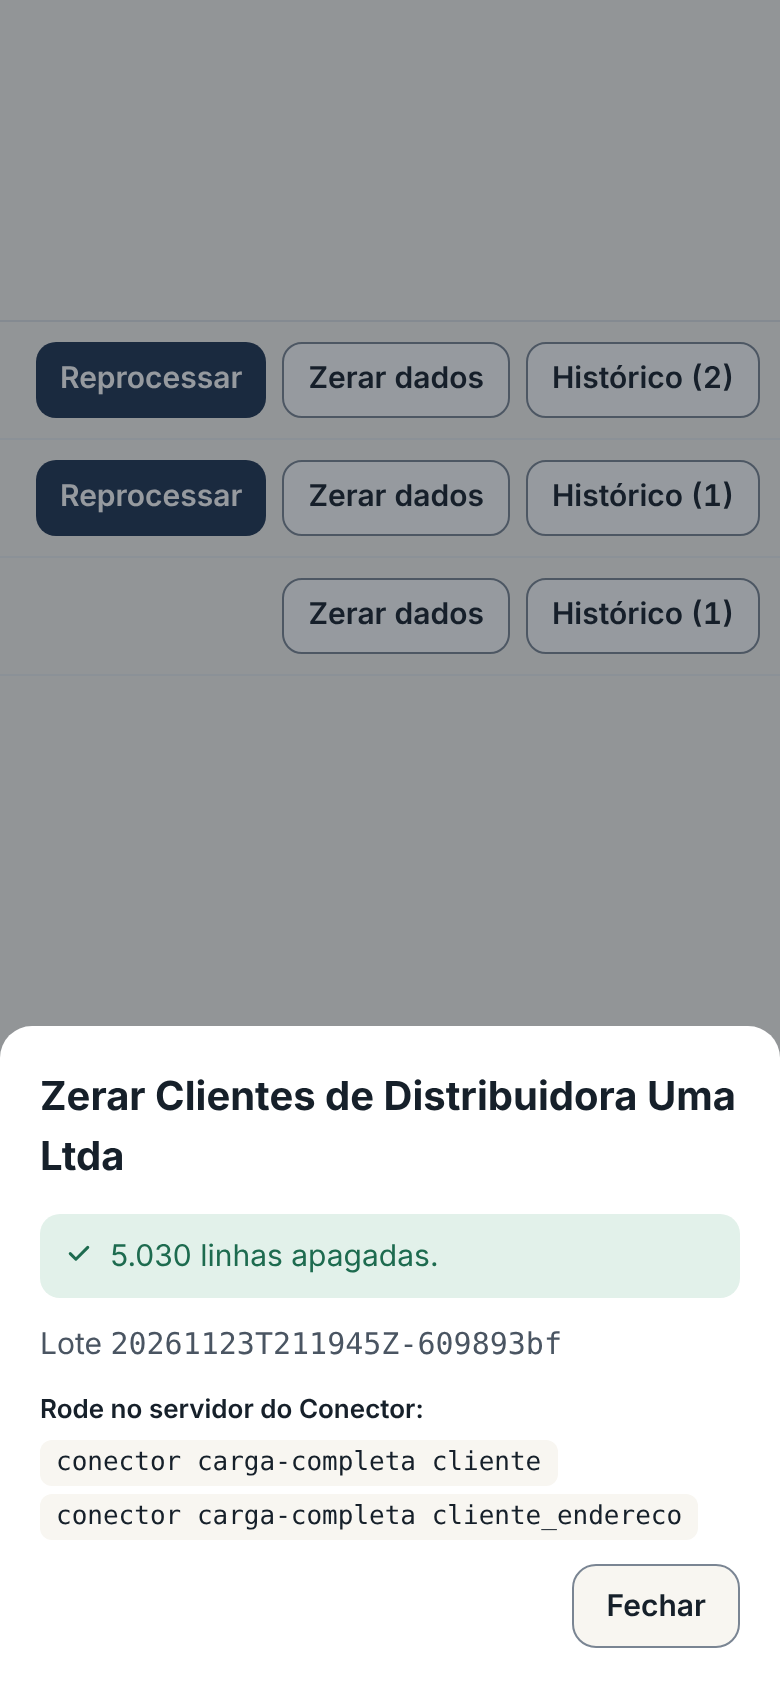 Reprocessar Zerar dados Histórico (2)
Reprocessar Zerar dados Histórico (1)
Zerar dados Histórico (1)
Zerar Clientes de Distribuidora Uma
Ltda
5.030 linhas apagadas.
Lote 20261123T211945Z-609893bf
Rode no servidor do Conector:
conector carga-completa cliente
conector carga-completa cliente_endereco
Fechar